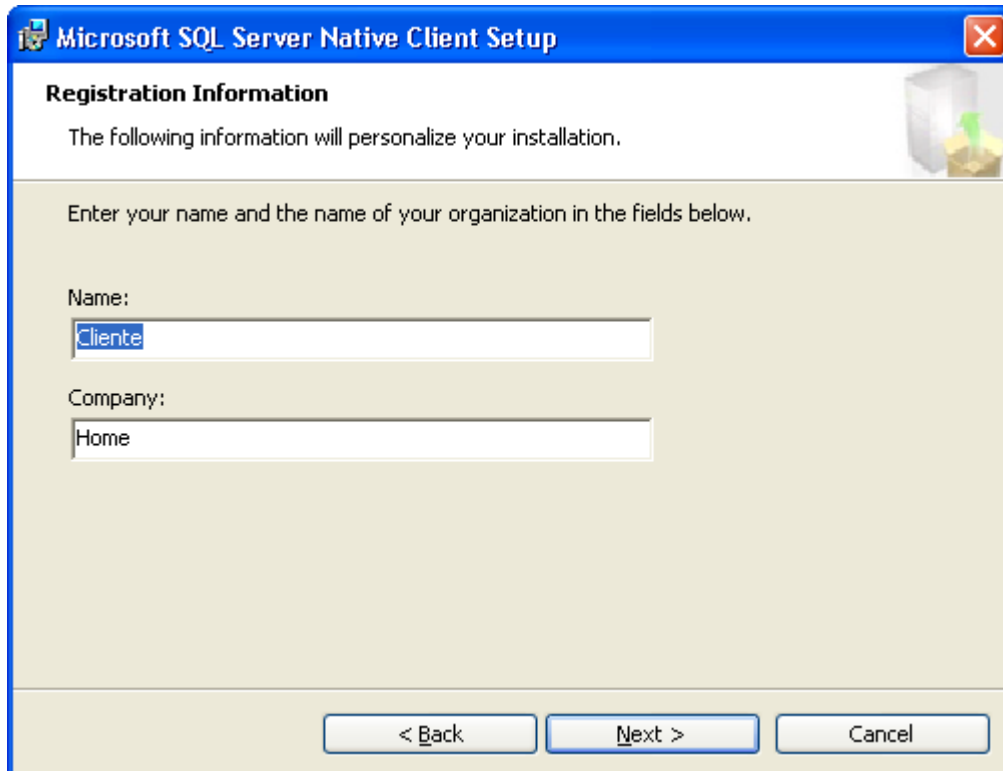 Microsoft SQL Server Native Client Setup
Registration Information
The following information will personalize your installation.
Enter your name and the name of your organization in the fields below.
Name:
Cliente
Company:
Home
< Back
Next >
Cancel